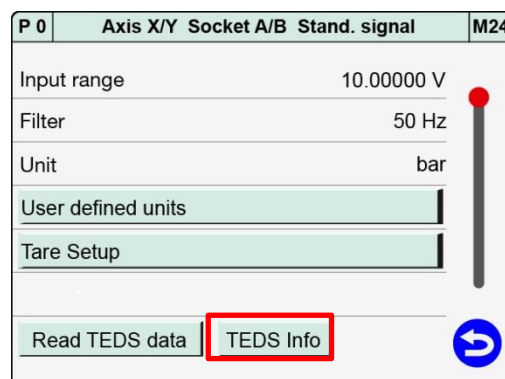 P 0 Axis X/Y Socket A/B Stand. signal M24
Input range 10.00000 V
Filter 50 Hz
Unit bar
User defined units
Tare Setup
Read TEDS data TEDS Info